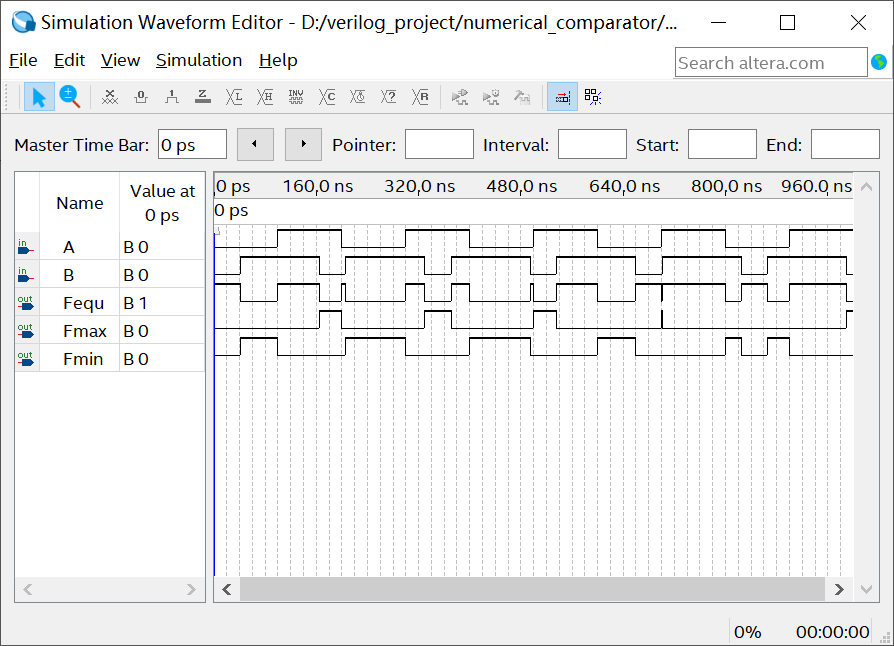 Simulation Waveform Editor - D:/verilog_project/numerical_comparator/...
File Edit View Simulation Help
Search altera.com
Master Time Bar: 0 ps Pointer: Interval: Start: End:
Name Value at 0 ps
0 ps 160,0 ns 320,0 ns 480,0 ns 640,0 ns 800,0 ns 960.0 ns
0 ps
in A B 0
in B B 0
out Fequ B 1
out Fmax B 0
out Fmin B 0
0% 00:00:00